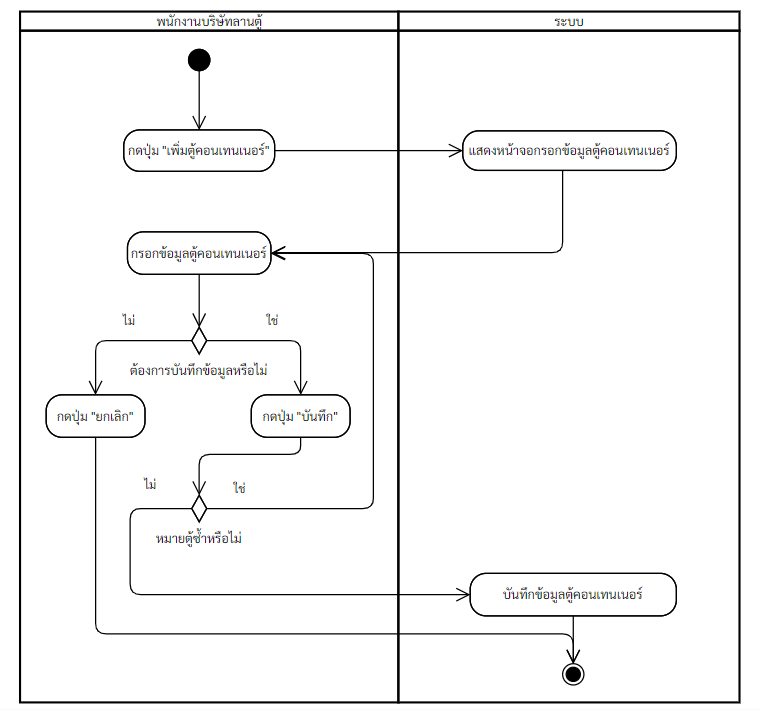 พนักงานบริษัทลานตู้
ระบบ
กดปุ่ม "เพิ่มตู้คอนเทนเนอร์"
แสดงหน้าจอกรอกข้อมูลตู้คอนเทนเนอร์
กรอกข้อมูลตู้คอนเทนเนอร์
ไม่
ใช่
ต้องการบันทึกข้อมูลหรือไม่
กดปุ่ม "ยกเลิก"
กดปุ่ม "บันทึก"
ไม่
ใช่
หมายตู้ซ้ำหรือไม่
บันทึกข้อมูลตู้คอนเทนเนอร์